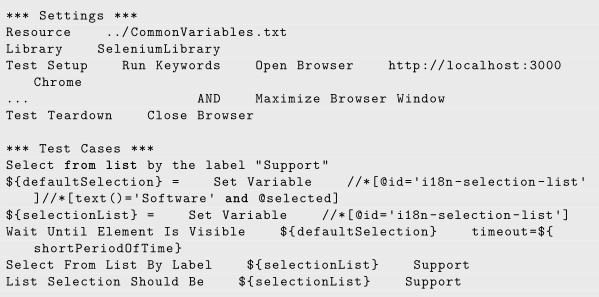 *** Settings ***
Resource    ../CommonVariables.txt
Library    SeleniumLibrary
Test Setup    Run Keywords    Open Browser    http://localhost:3000
Chrome
...                    AND    Maximize Browser Window
Test Teardown    Close Browser

*** Test Cases ***
Select from list by the label "Support"
${defaultSelection} =    Set Variable    //*[@id='i18n-selection-list'
]//*[text()='Software' and @selected]
${selectionList} =    Set Variable    //*[@id='i18n-selection-list']
Wait Until Element Is Visible    ${defaultSelection}    timeout=${
shortPeriodOfTime}
Select From List By Label    ${selectionList}    Support
List Selection Should Be    ${selectionList}    Support